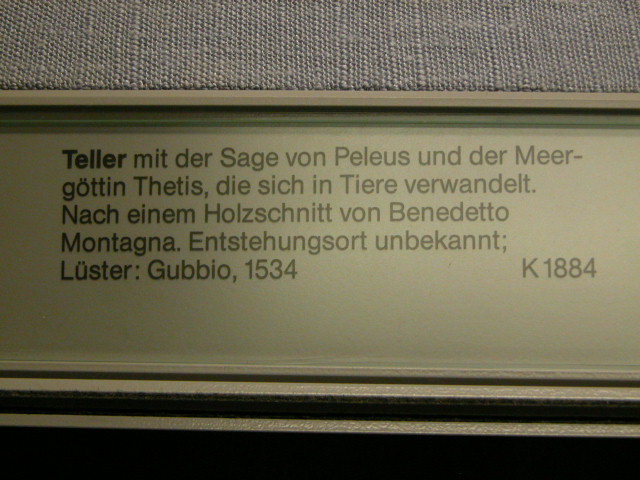 Teller mit der Sage von Peleus und der Meer-
göttin Thetis, die sich in Tiere verwandelt.
Nach einem Holzschnitt von Benedetto
Montagna. Entstehungsort unbekannt;
Lüster: Gubbio, 1534 K 1884